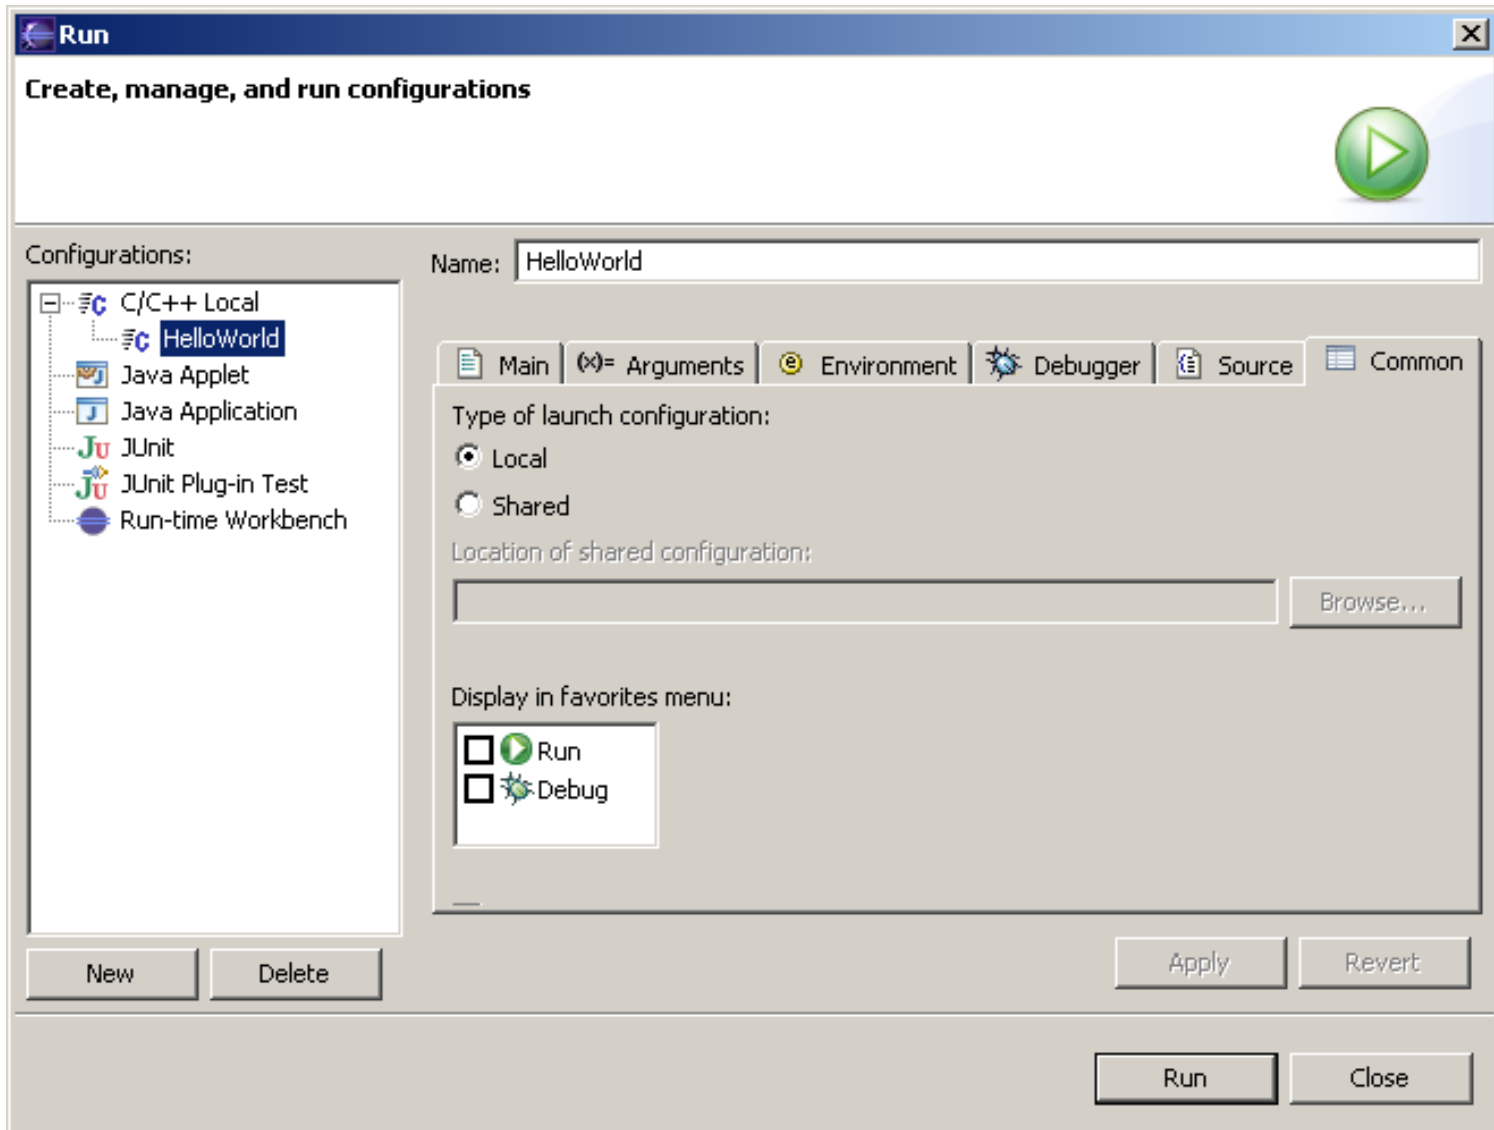 Run
Create, manage, and run configurations
Configurations:
Name: HelloWorld
C/C++ Local
HelloWorld
Java Applet
Java Application
JUnit
JUnit Plug-in Test
Run-time Workbench
Main (x)= Arguments Environment Debugger Source Common
Type of launch configuration:
Local
Shared
Location of shared configuration:
Browse...
Display in favorites menu:
Run
Debug
New Delete
Apply Revert
Run Close